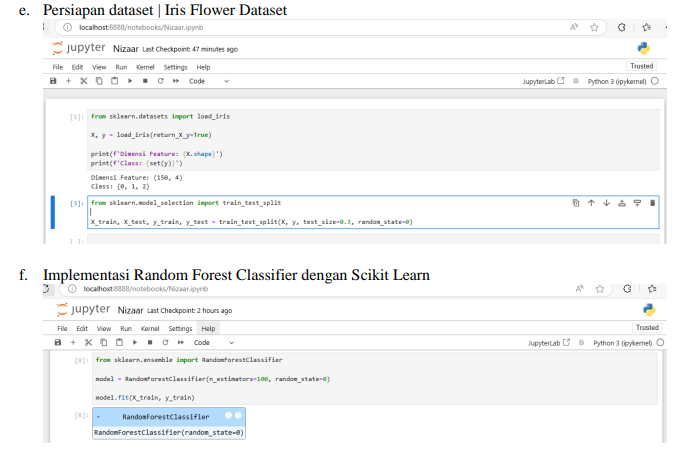 e. Persiapan dataset | Iris Flower Dataset
localhost:8888/notebooks/Nizaar.ipynb
jupyter Nizaar Last Checkpoint: 47 minutes ago
File Edit View Run Kernel Settings Help
Trusted
Code
JupyterLab
Python 3 (ipykernel)
[1]: from sklearn.datasets import load_iris
X, y = load_iris(return_X_y=True)
print(f'Dimensi Feature: {X.shape}')
print(f'Class: {set(y)}')
Dimensi Feature: (150, 4)
Class: {0, 1, 2}
[3]: from sklearn.model_selection import train_test_split
X_train, X_test, y_train, y_test = train_test_split(X, y, test_size=0.3, random_state=0)
[ ]:
f. Implementasi Random Forest Classifier dengan Scikit Learn
localhost:8888/notebooks/Nizaar.ipynb
jupyter Nizaar Last Checkpoint: 2 hours ago
File Edit View Run Kernel Settings Help
Trusted
Code
JupyterLab
Python 3 (ipykernel)
[8]: from sklearn.ensemble import RandomForestClassifier
model = RandomForestClassifier(n_estimators=100, random_state=0)
model.fit(X_train, y_train)
[8]: RandomForestClassifier
RandomForestClassifier(random_state=0)